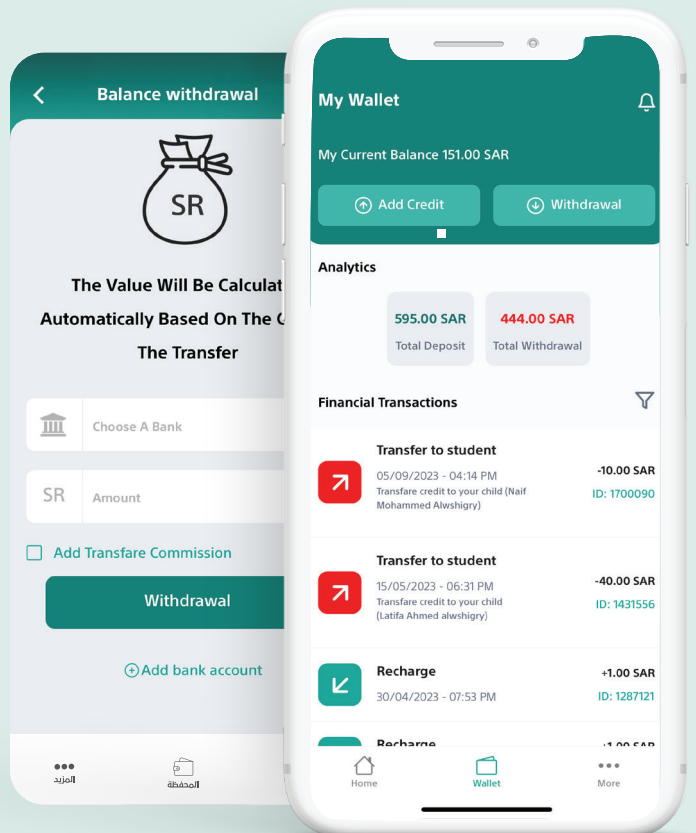 Balance withdrawal
SR
The Value Will Be Calculat
Automatically Based On The
The Transfer
Choose A Bank
SR Amount
Add Transfare Commission
Withdrawal
Add bank account
المزيد
المحفظة
My Wallet
My Current Balance 151.00 SAR
Add Credit
Withdrawal
Analytics
595.00 SAR
Total Deposit
444.00 SAR
Total Withdrawal
Financial Transactions
Transfer to student
05/09/2023 - 04:14 PM
-10.00 SAR
Transfare credit to your child (Naif
Mohammed Alwshigry)
ID: 1700090
Transfer to student
15/05/2023 - 06:31 PM
-40.00 SAR
Transfare credit to your child
(Latifa Ahmed alwshigry)
ID: 1431556
Recharge
+1.00 SAR
30/04/2023 - 07:53 PM
ID: 1287121
Recharge
+1.00 SAR
Home
Wallet
More